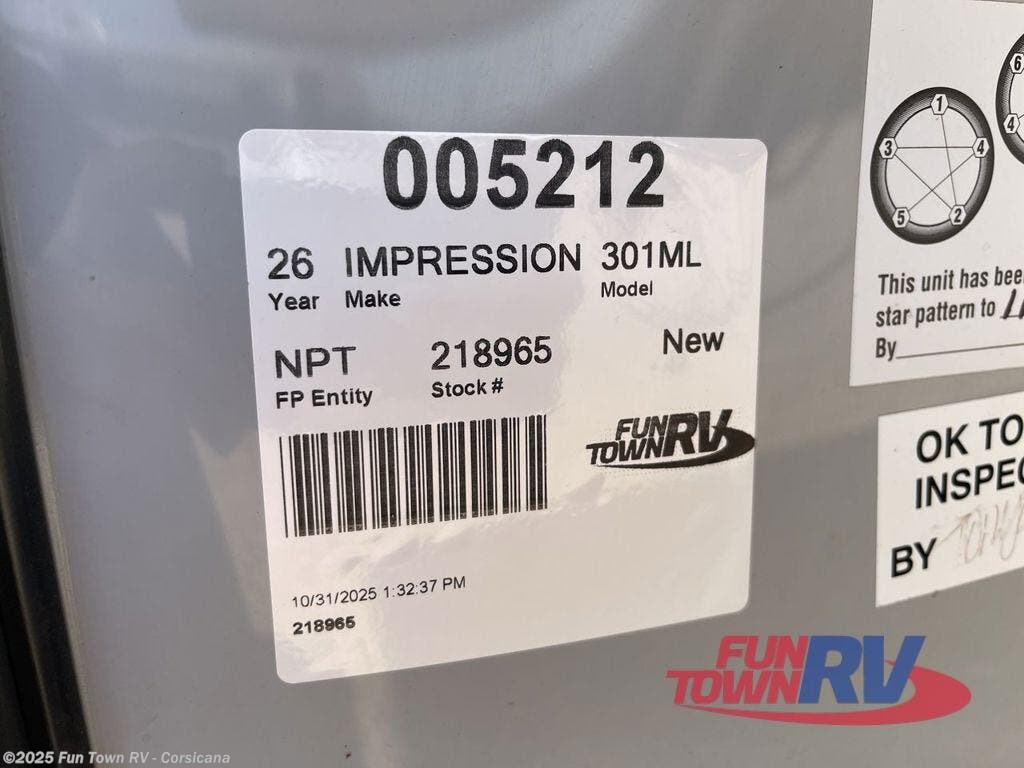 005212
26 IMPRESSION 301ML
Year Make Model
NPT 218965 New
FP Entity Stock #
FUN TOWN RV
10/31/2025 1:32:37 PM
218965
1
3 4
5 2
6
4
This unit has
star pattern to
By
OK TO
BY
FUN TOWN RV
©2025 Fun Town RV - Corsicana